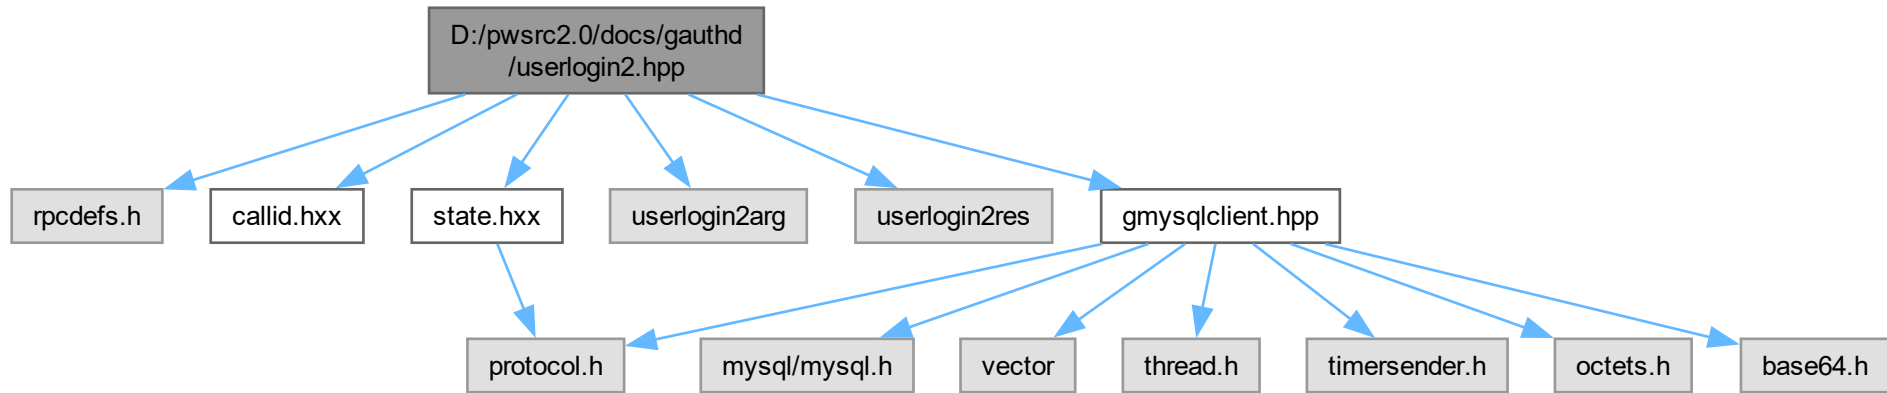 D:/pwsrc2.0/docs/gauthd
/userlogin2.hpp
rpcdefs.h
callid.hxx
state.hxx
userlogin2arg
userlogin2res
gmysqlclient.hpp
protocol.h
mysql/mysql.h
vector
thread.h
timersender.h
octets.h
base64.h